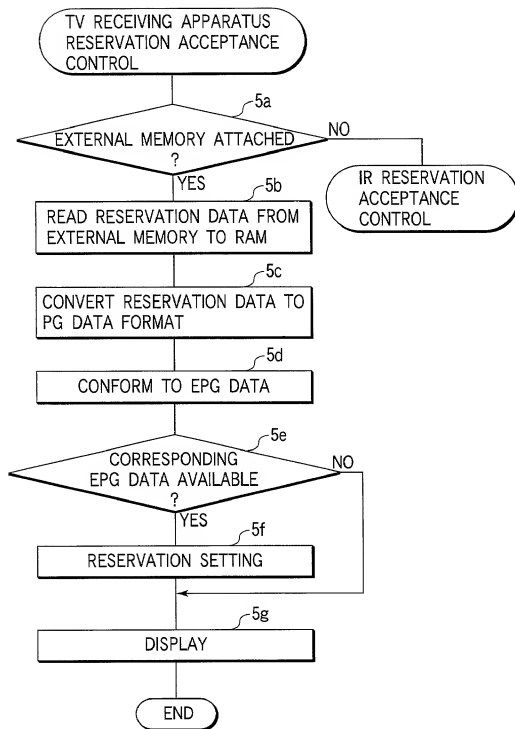 TV RECEIVING APPARATUS
RESERVATION ACCEPTANCE
CONTROL
5a
EXTERNAL MEMORY ATTACHED
?
NO
YES
IR RESERVATION
ACCEPTANCE
CONTROL
5b
READ RESERVATION DATA FROM
EXTERNAL MEMORY TO RAM
5c
CONVERT RESERVATION DATA TO
PG DATA FORMAT
5d
CONFORM TO EPG DATA
5e
CORRESPONDING
EPG DATA AVAILABLE
?
NO
YES
5f
RESERVATION SETTING
5g
DISPLAY
END